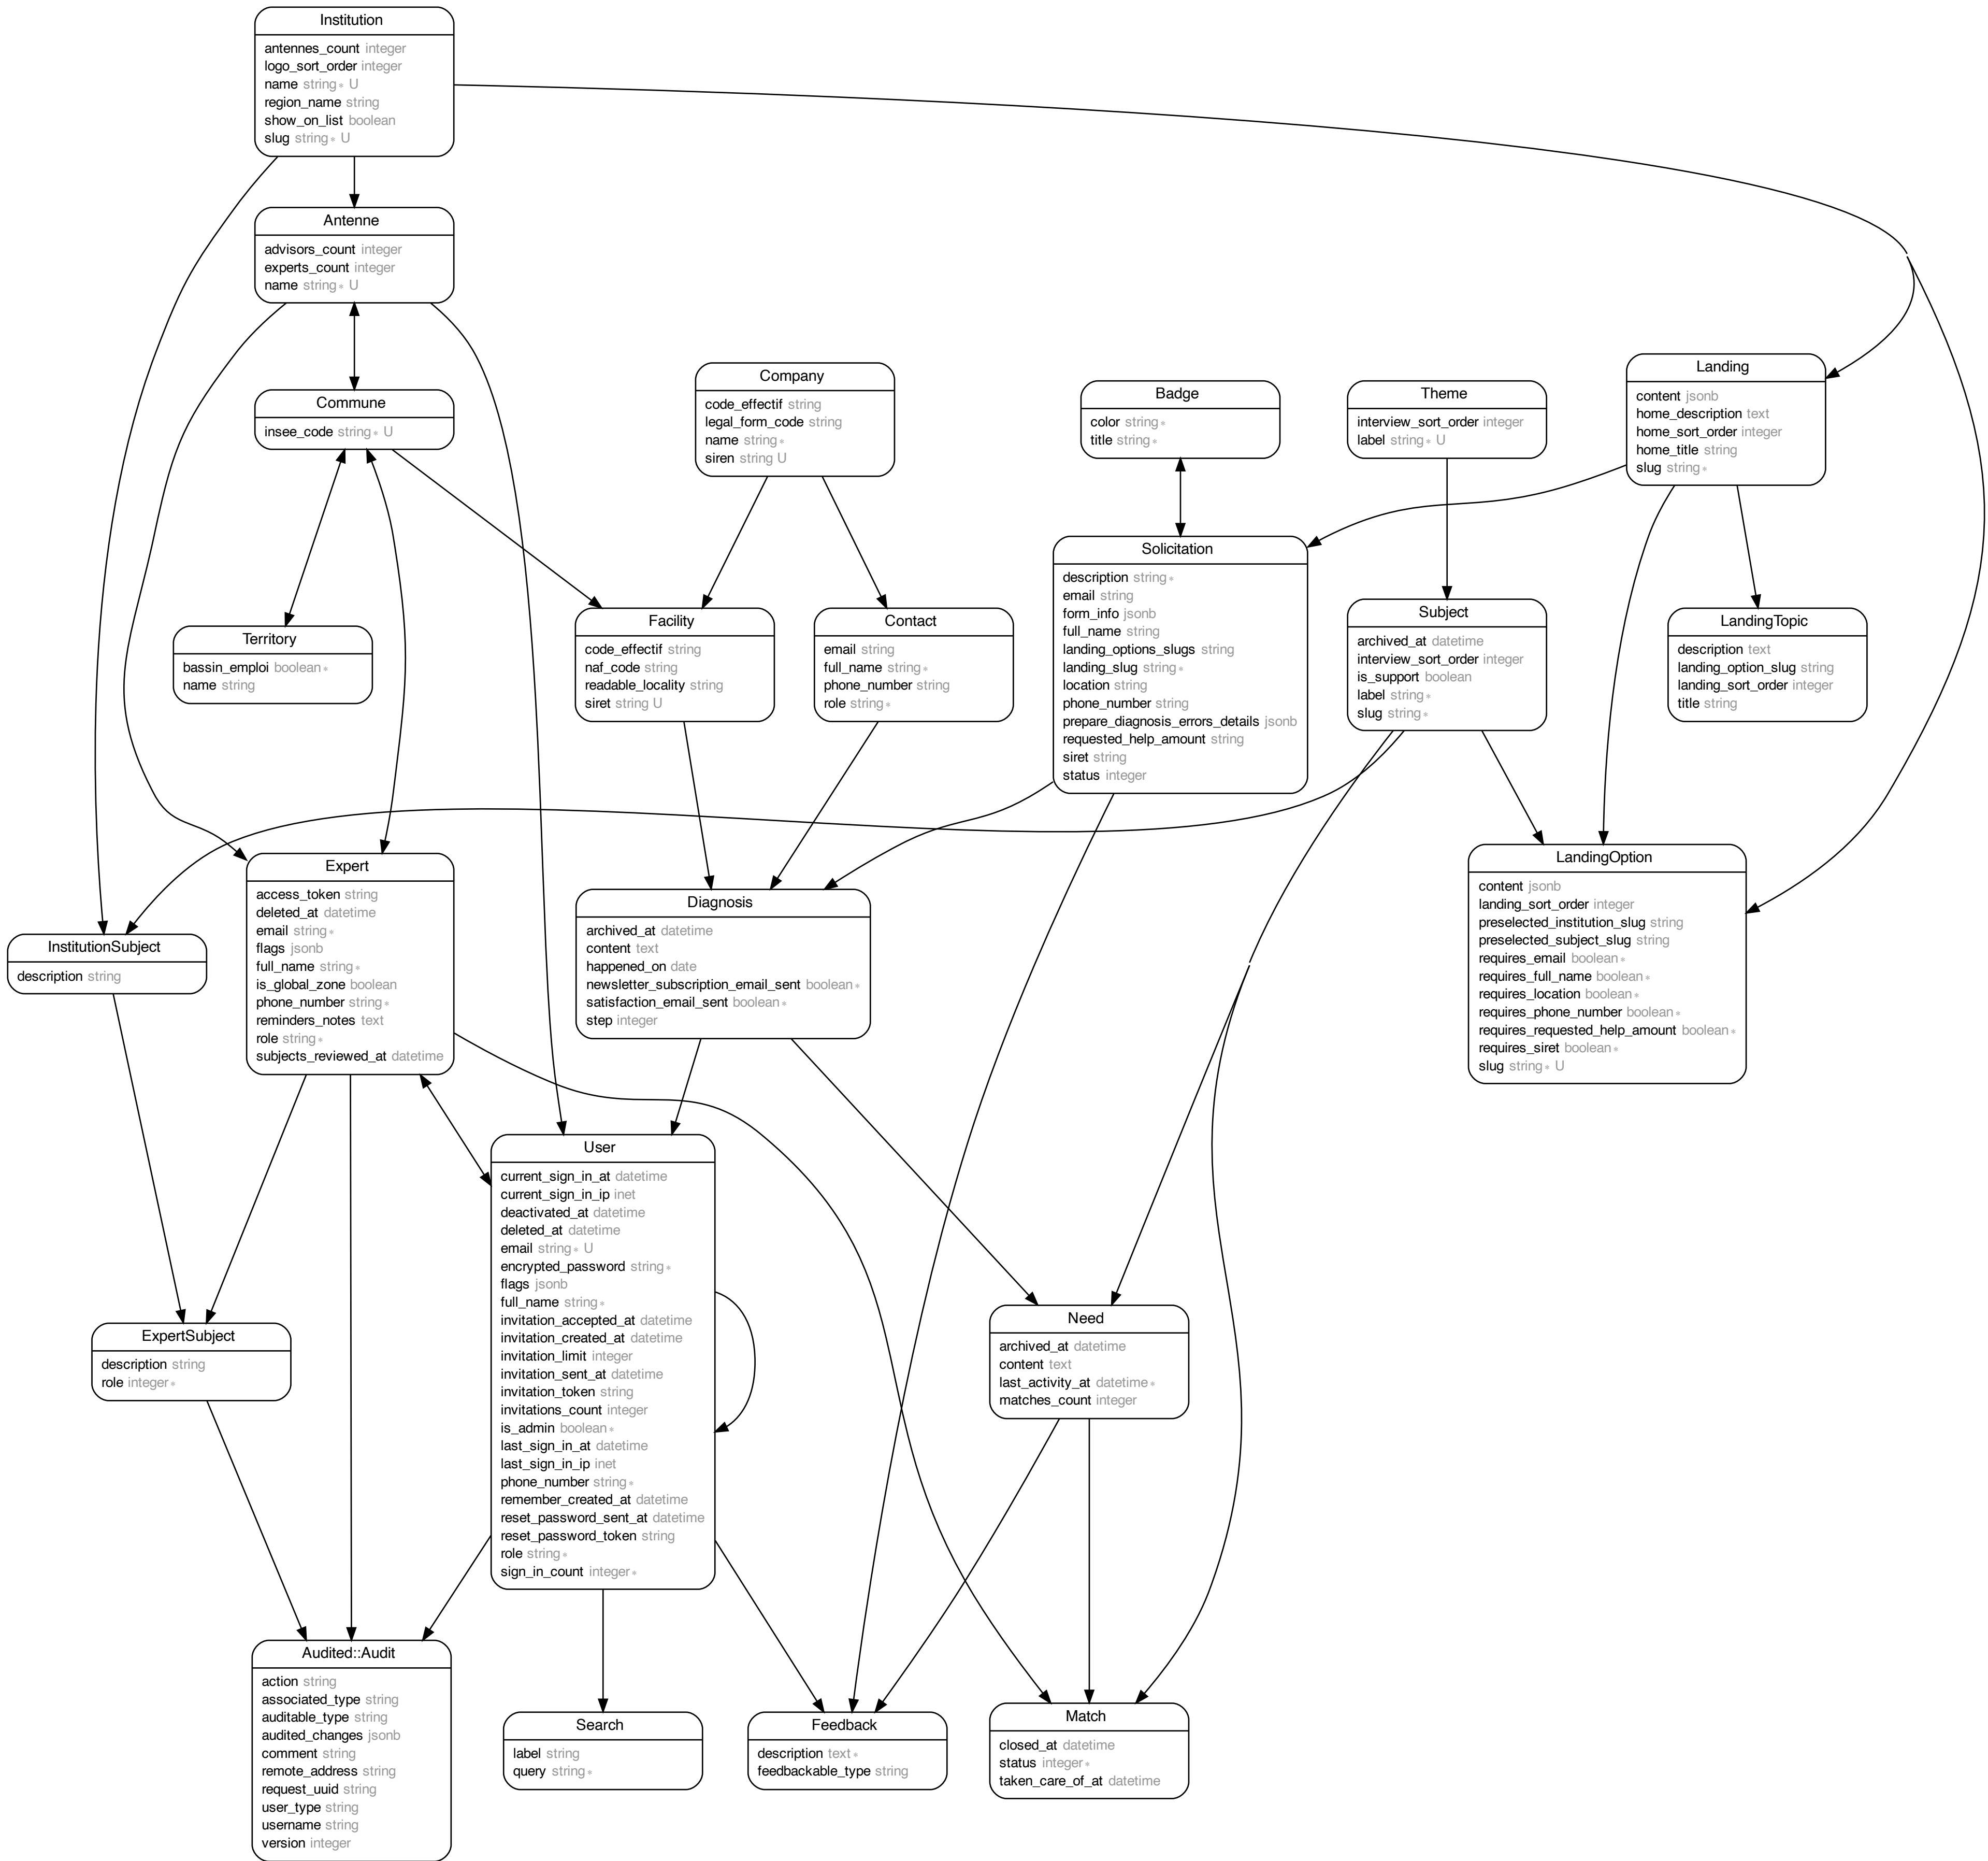 Institution
antennes_count integer
logo_sort_order integer
name string∗ U
region_name string
show_on_list boolean
slug string∗ U
Antenne
advisors_count integer
experts_count integer
name string∗ U
Commune
insee_code string∗ U
Company
code_effectif string
legal_form_code string
name string∗
siren string U
Badge
color string∗
title string∗
Theme
interview_sort_order integer
label string∗ U
Landing
content jsonb
home_description text
home_sort_order integer
home_title string
slug string∗
Territory
bassin_emploi boolean∗
name string
Facility
code_effectif string
naf_code string
readable_locality string
siret string U
Contact
email string
full_name string∗
phone_number string
role string∗
Solicitation
description string∗
email string
form_info jsonb
full_name string
landing_options_slugs string
landing_slug string∗
location string
phone_number string
prepare_diagnosis_errors_details jsonb
requested_help_amount string
siret string
status integer
Subject
archived_at datetime
interview_sort_order integer
is_support boolean
label string∗
slug string∗
LandingTopic
description text
landing_option_slug string
landing_sort_order integer
title string
InstitutionSubject
description string
Expert
access_token string
deleted_at datetime
email string∗
flags jsonb
full_name string∗
is_global_zone boolean
phone_number string∗
reminders_notes text
role string∗
subjects_reviewed_at datetime
Diagnosis
archived_at datetime
content text
happened_on date
newsletter_subscription_email_sent boolean∗
satisfaction_email_sent boolean∗
step integer
LandingOption
content jsonb
landing_sort_order integer
preselected_institution_slug string
preselected_subject_slug string
requires_email boolean∗
requires_full_name boolean∗
requires_location boolean∗
requires_phone_number boolean∗
requires_requested_help_amount boolean∗
requires_siret boolean∗
slug string∗ U
ExpertSubject
description string
role integer∗
User
current_sign_in_at datetime
current_sign_in_ip inet
deactivated_at datetime
deleted_at datetime
email string∗ U
encrypted_password string∗
flags jsonb
full_name string∗
invitation_accepted_at datetime
invitation_created_at datetime
invitation_limit integer
invitation_sent_at datetime
invitation_token string
invitations_count integer
is_admin boolean∗
last_sign_in_at datetime
last_sign_in_ip inet
phone_number string∗
remember_created_at datetime
reset_password_sent_at datetime
reset_password_token string
role string∗
sign_in_count integer∗
Need
archived_at datetime
content text
last_activity_at datetime∗
matches_count integer
Audited::Audit
action string
associated_type string
auditable_type string
audited_changes jsonb
comment string
remote_address string
request_uuid string
user_type string
username string
version integer
Search
label string
query string∗
Feedback
description text∗
feedbackable_type string
Match
closed_at datetime
status integer∗
taken_care_of_at datetime